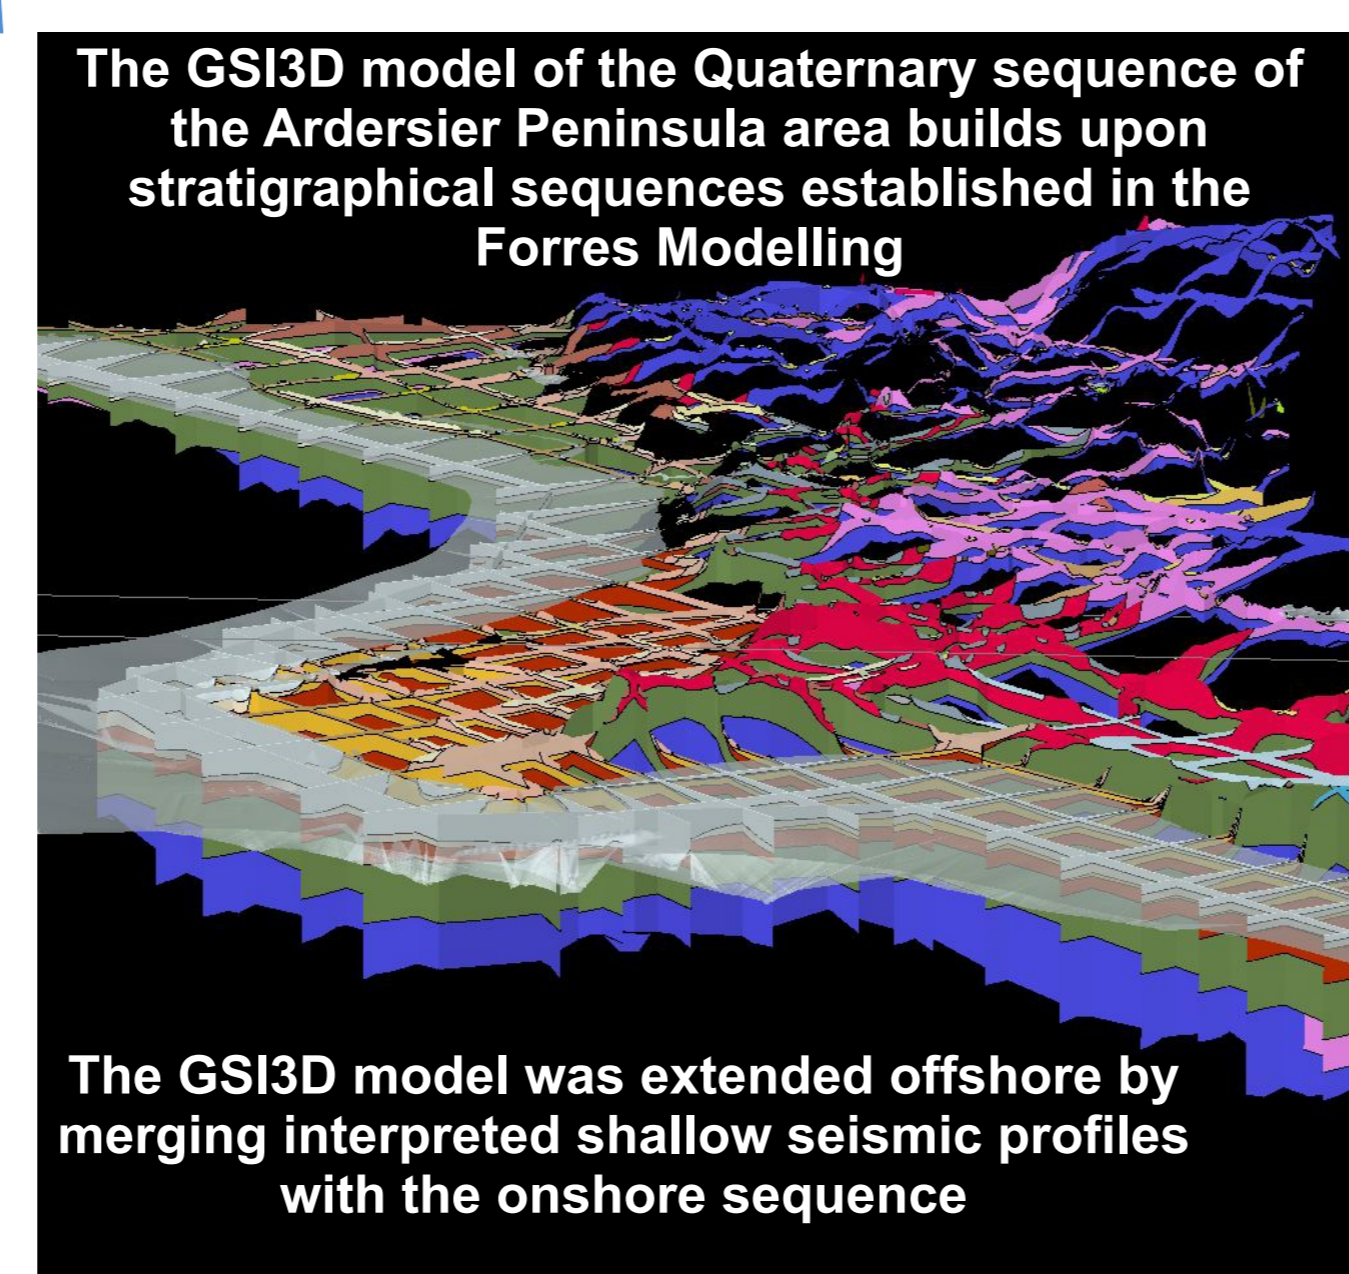 The GSI3D model of the Quaternary sequence of
the Ardersier Peninsula area builds upon
stratigraphical sequences established in the
Forres Modelling
The GSI3D model was extended offshore by
merging interpreted shallow seismic profiles
with the onshore sequence